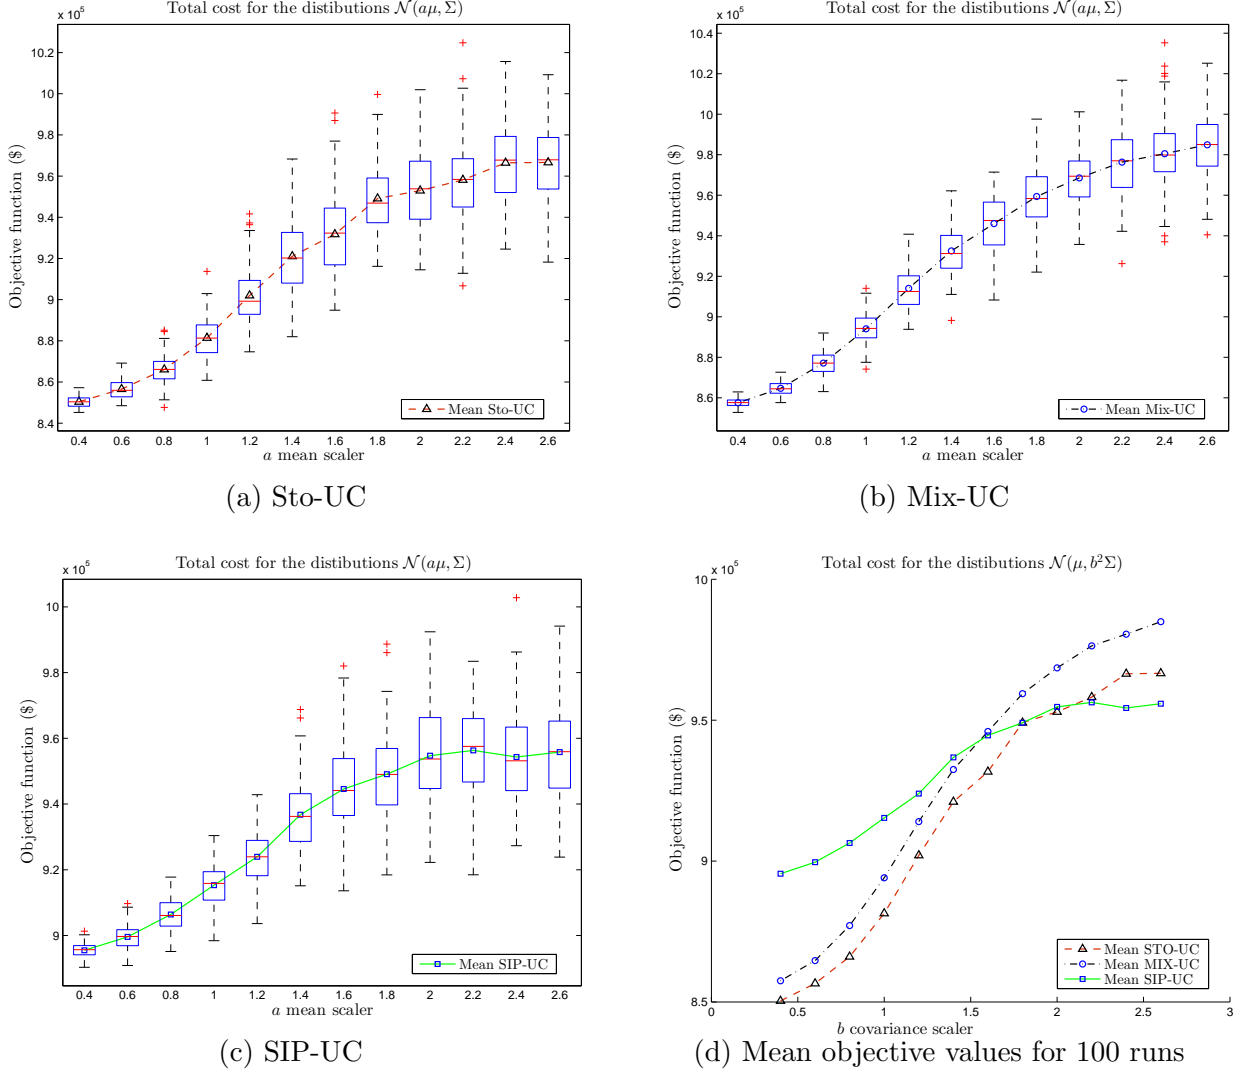 Total cost for the distibutions 𝒩(aμ, Σ)
x 10⁵
10.2
10
9.8
9.6
9.4
9.2
9
8.8
8.6
8.4
Objective function ($)
Mean Sto-UC
0.4 0.6 0.8 1 1.2 1.4 1.6 1.8 2 2.2 2.4 2.6
a mean scaler
(a) Sto-UC
Total cost for the distibutions 𝒩(aμ, Σ)
x 10⁵
10.4
10.2
10
9.8
9.6
9.4
9.2
9
8.8
8.6
Objective function ($)
Mean Mix-UC
0.4 0.6 0.8 1 1.2 1.4 1.6 1.8 2 2.2 2.4 2.6
a mean scaler
(b) Mix-UC
Total cost for the distibutions 𝒩(aμ, Σ)
x 10⁵
10
9.8
9.6
9.4
9.2
9
Objective function ($)
Mean SIP-UC
0.4 0.6 0.8 1 1.2 1.4 1.6 1.8 2 2.2 2.4 2.6
a mean scaler
(c) SIP-UC
Total cost for the distibutions 𝒩(μ, b²Σ)
x 10⁵
10
9.5
9
8.5
Objective function ($)
Mean STO-UC
Mean MIX-UC
Mean SIP-UC
0 0.5 1 1.5 2 2.5 3
b covariance scaler
(d) Mean objective values for 100 runs